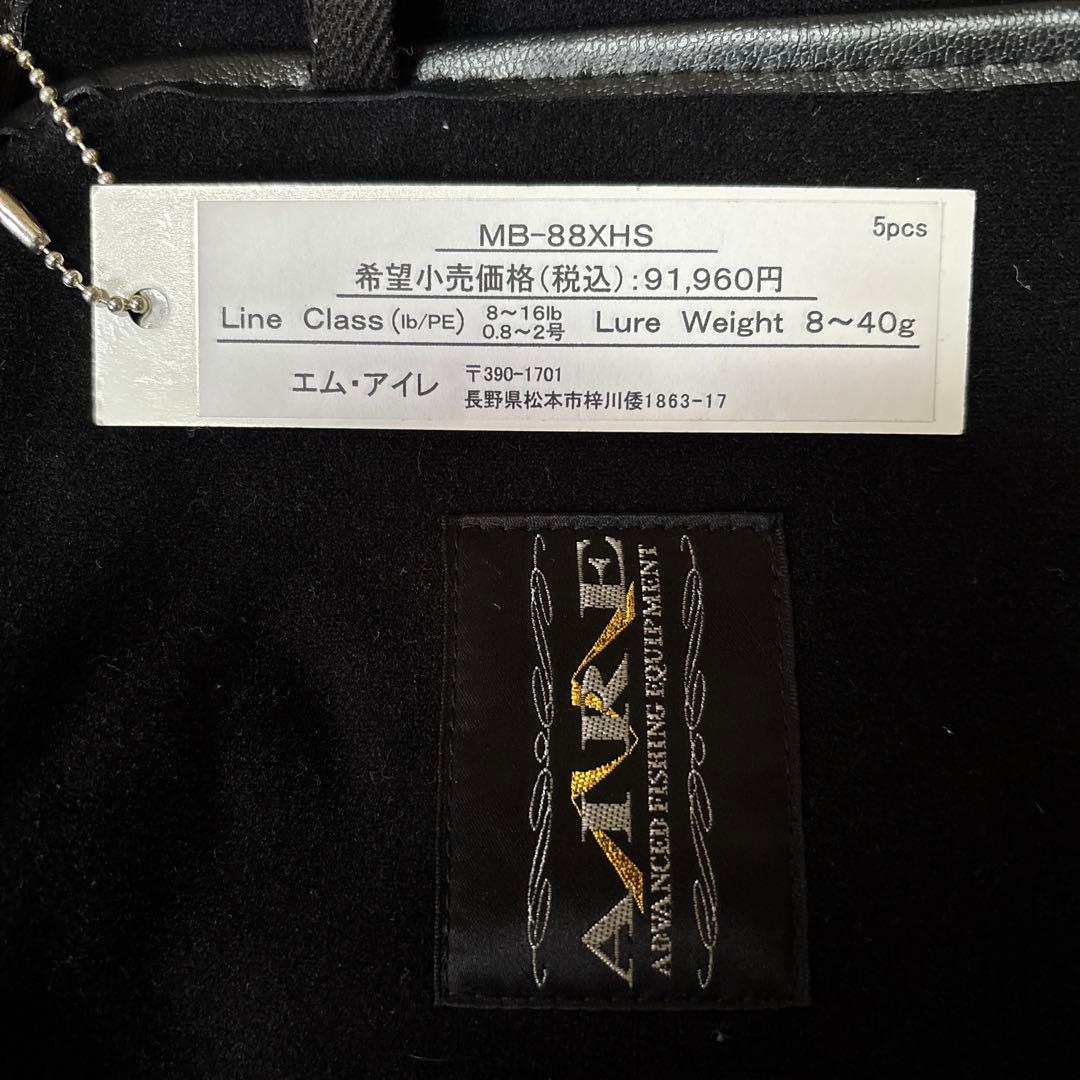 MB-88XHS
5pcs
希望小売価格(税込):91,960円
Line Class(lb/PE) 8～16lb 0.8～2号 Lure Weight 8～40g
エム・アイレ
〒390-1701
長野県松本市梓川倭1863-17
AIRE
ADVANCED FISHING EQUIPMENT